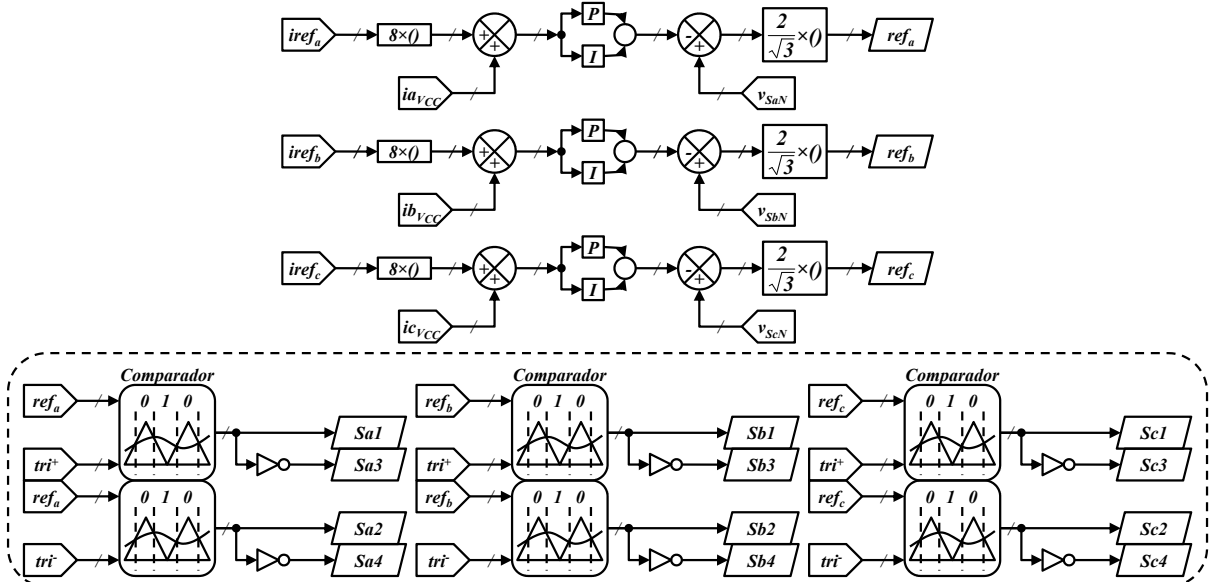 iref_a 8×() + + P I - + 2/√3 ×() ref_a
ia_VCC v_SaN
iref_b 8×() + + P I - + 2/√3 ×() ref_b
ib_VCC v_SbN
iref_c 8×() + + P I - + 2/√3 ×() ref_c
ic_VCC v_ScN
Comparador Comparador Comparador
ref_a 0 1 0 ref_b 0 1 0 ref_c 0 1 0
Sa1 Sb1 Sc1
tri⁺ Sa3 tri⁺ Sb3 tri⁺ Sc3
ref_a 0 1 0 ref_b 0 1 0 ref_c 0 1 0
Sa2 Sb2 Sc2
tri⁻ Sa4 tri⁻ Sb4 tri⁻ Sc4